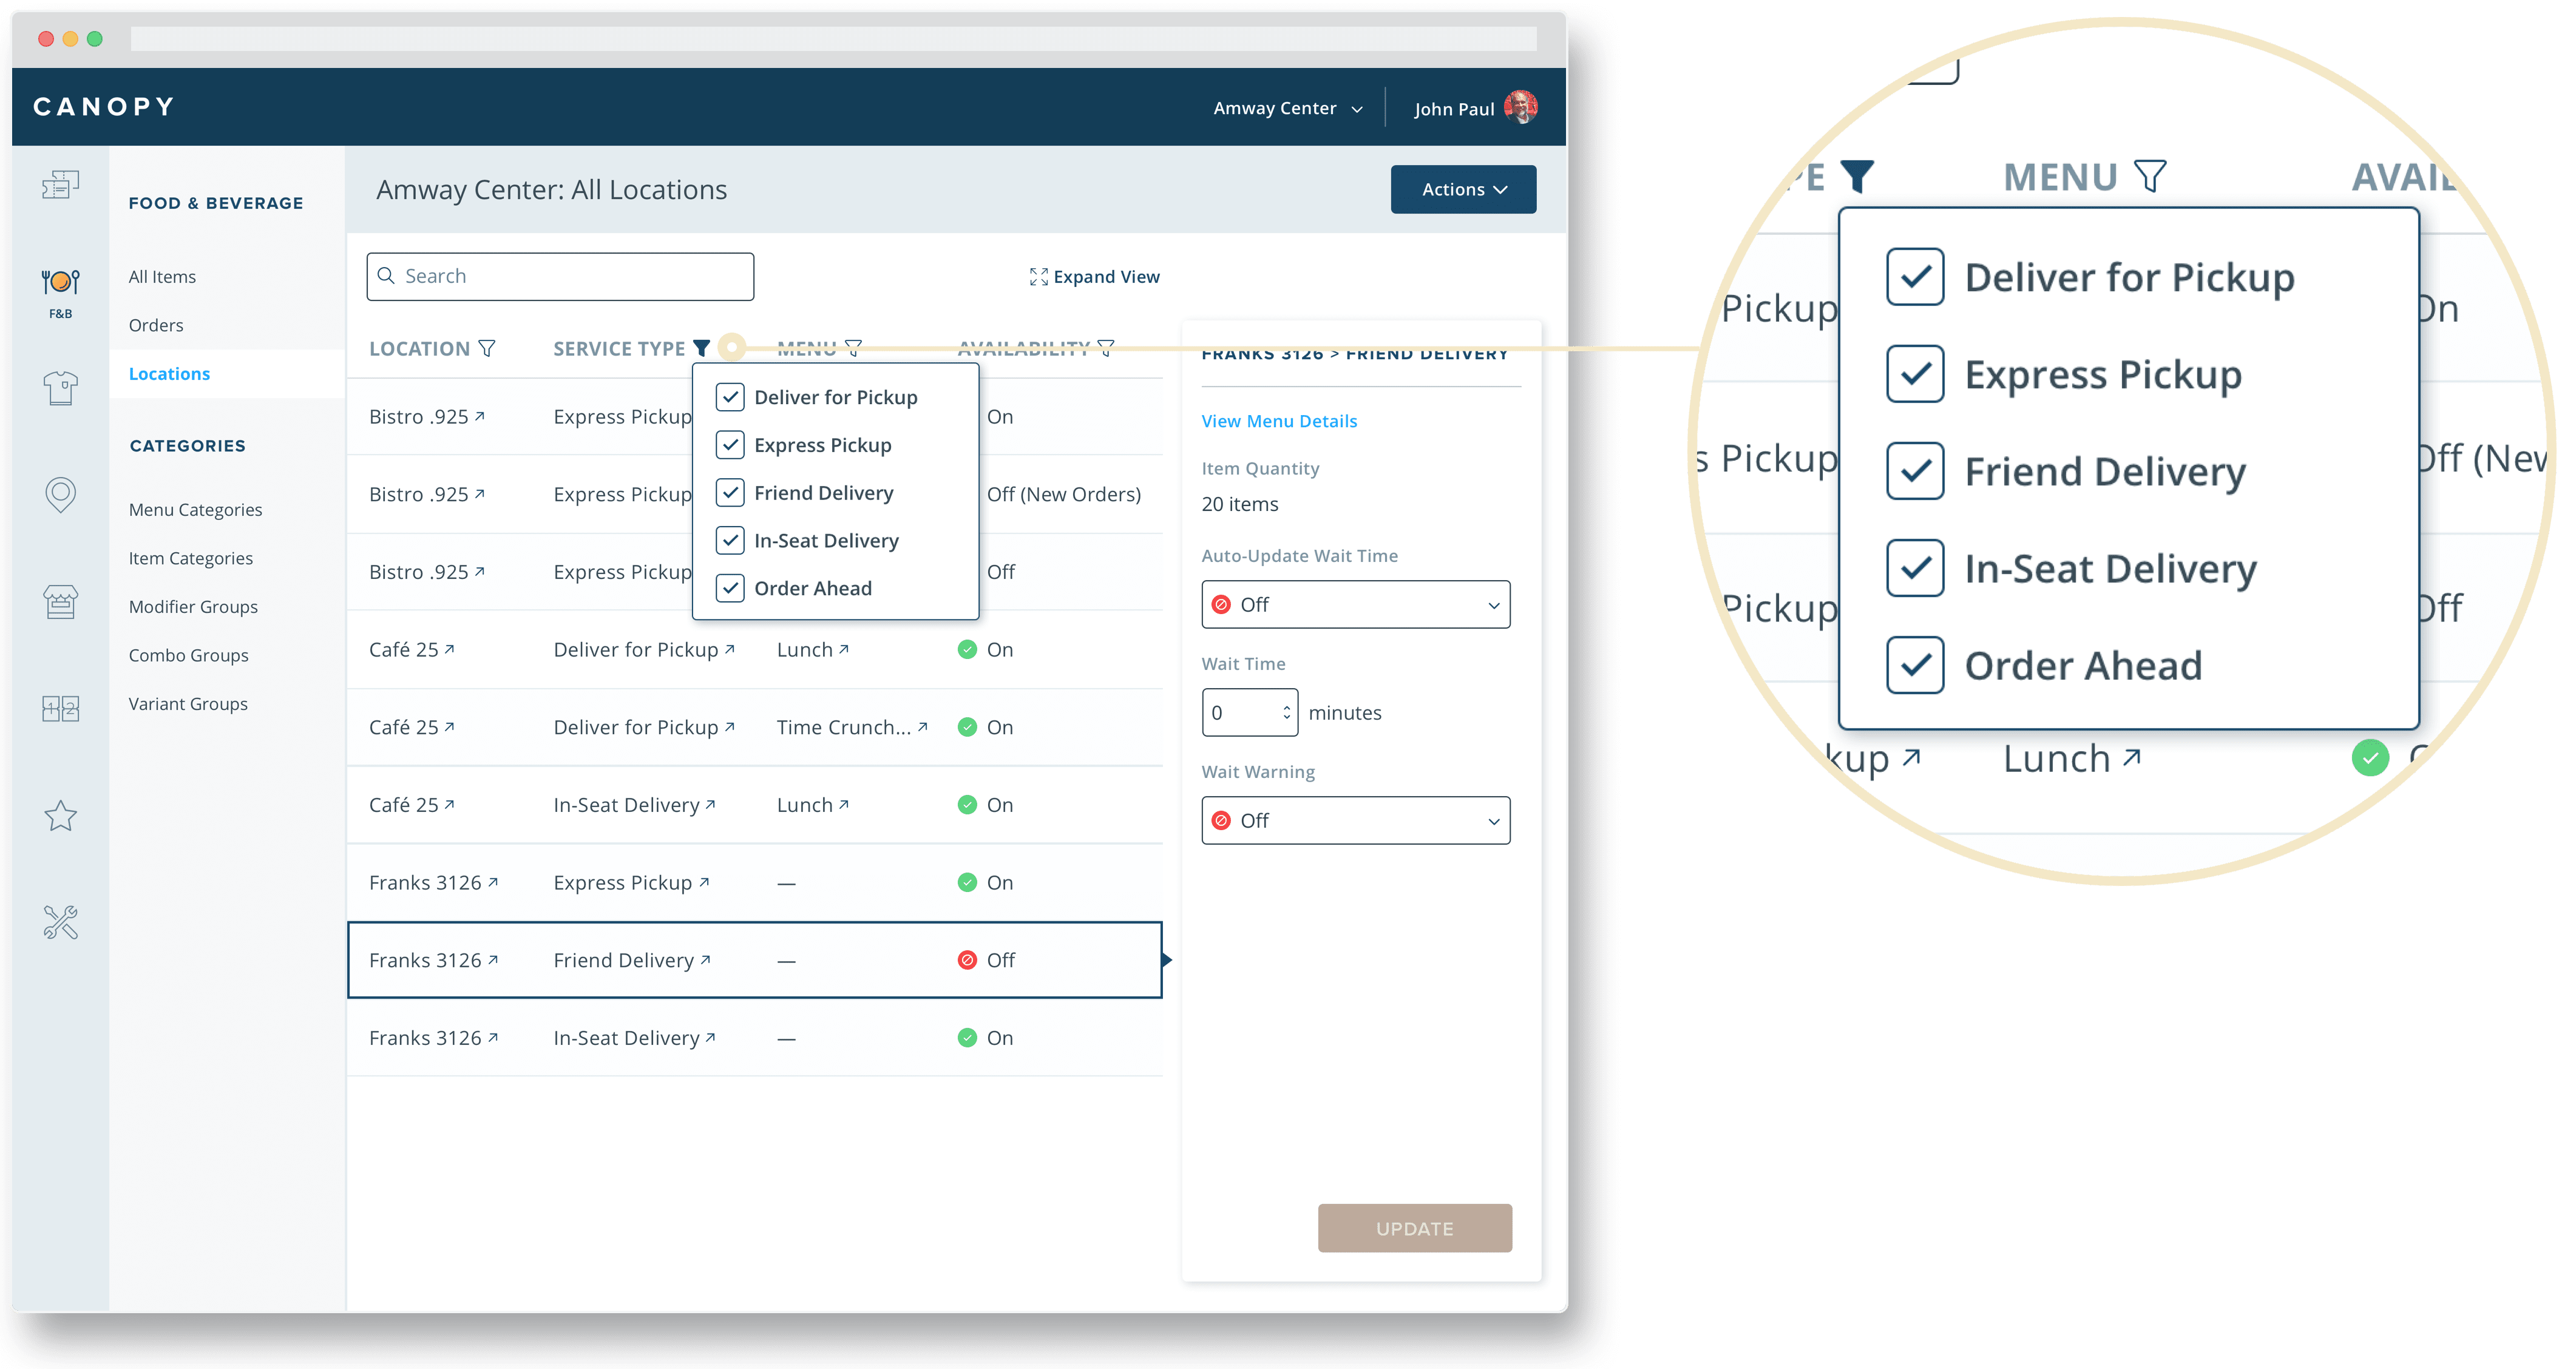 CANOPY
Amway Center
John Paul
F&B
FOOD & BEVERAGE
All Items
Orders
Locations
CATEGORIES
Menu Categories
Item Categories
Modifier Groups
Combo Groups
Variant Groups
Amway Center: All Locations
Actions
Search
Expand View
LOCATION SERVICE TYPE MENU AVAILABILITY
Bistro .925 Express Pickup On
Bistro .925 Express Pickup Off (New Orders)
Bistro .925 Express Pickup Off
Café 25 Deliver for Pickup Lunch On
Café 25 Deliver for Pickup Time Crunch... On
Café 25 In-Seat Delivery Lunch On
Franks 3126 Express Pickup — On
Franks 3126 Friend Delivery — Off
Franks 3126 In-Seat Delivery — On
Deliver for Pickup
Express Pickup
Friend Delivery
In-Seat Delivery
Order Ahead
FRANKS 3126 > FRIEND DELIVERY
View Menu Details
Item Quantity
20 items
Auto-Update Wait Time
Off
Wait Time
0 minutes
Wait Warning
Off
UPDATE
PE MENU AVAIL
Pickup On
s Pickup Off (New
Pickup Off
kup Lunch
Deliver for Pickup
Express Pickup
Friend Delivery
In-Seat Delivery
Order Ahead